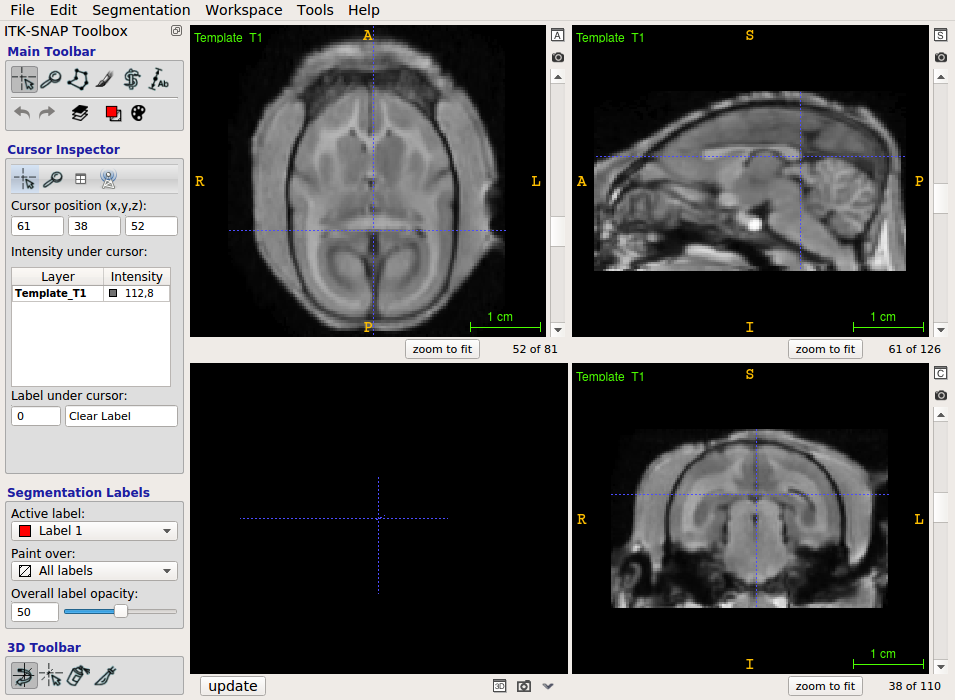 File Edit Segmentation Workspace Tools Help
ITK-SNAP Toolbox
Main Toolbar
Ab
Cursor Inspector
Cursor position (x,y,z):
61 38 52
Intensity under cursor:
Layer Intensity
Template_T1 112,8
Label under cursor:
0 Clear Label
Segmentation Labels
Active label:
Label 1
Paint over:
All labels
Overall label opacity:
50
3D Toolbar
Template T1
A
R
L
P
1 cm
A
zoom to fit 52 of 81
Template T1
S
A
P
I
1 cm
S
zoom to fit 61 of 126
update
3D
Template T1
S
R
L
I
1 cm
C
zoom to fit 38 of 110